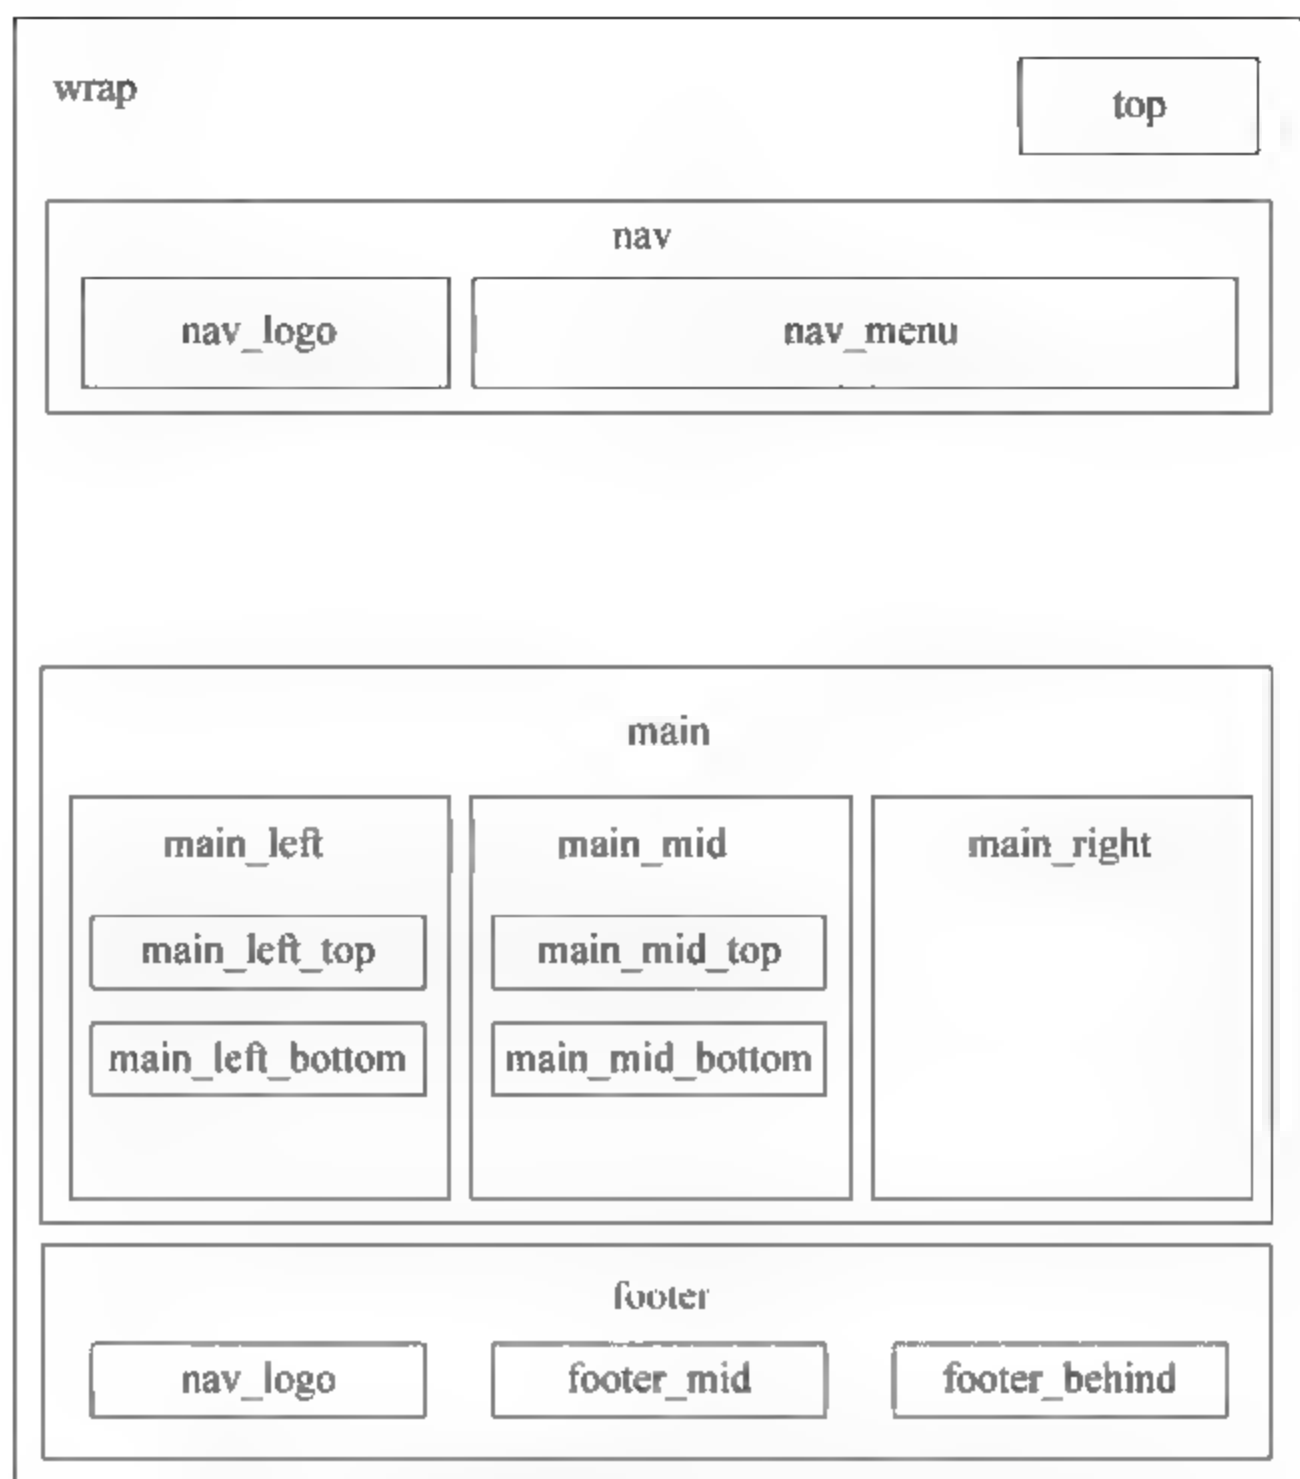 wrap
top
nav
nav_logo nav_menu
main
main_left main_mid main_right
main_left_top main_mid_top
main_left_bottom main_mid_bottom
footer
nav_logo footer_mid footer_behind